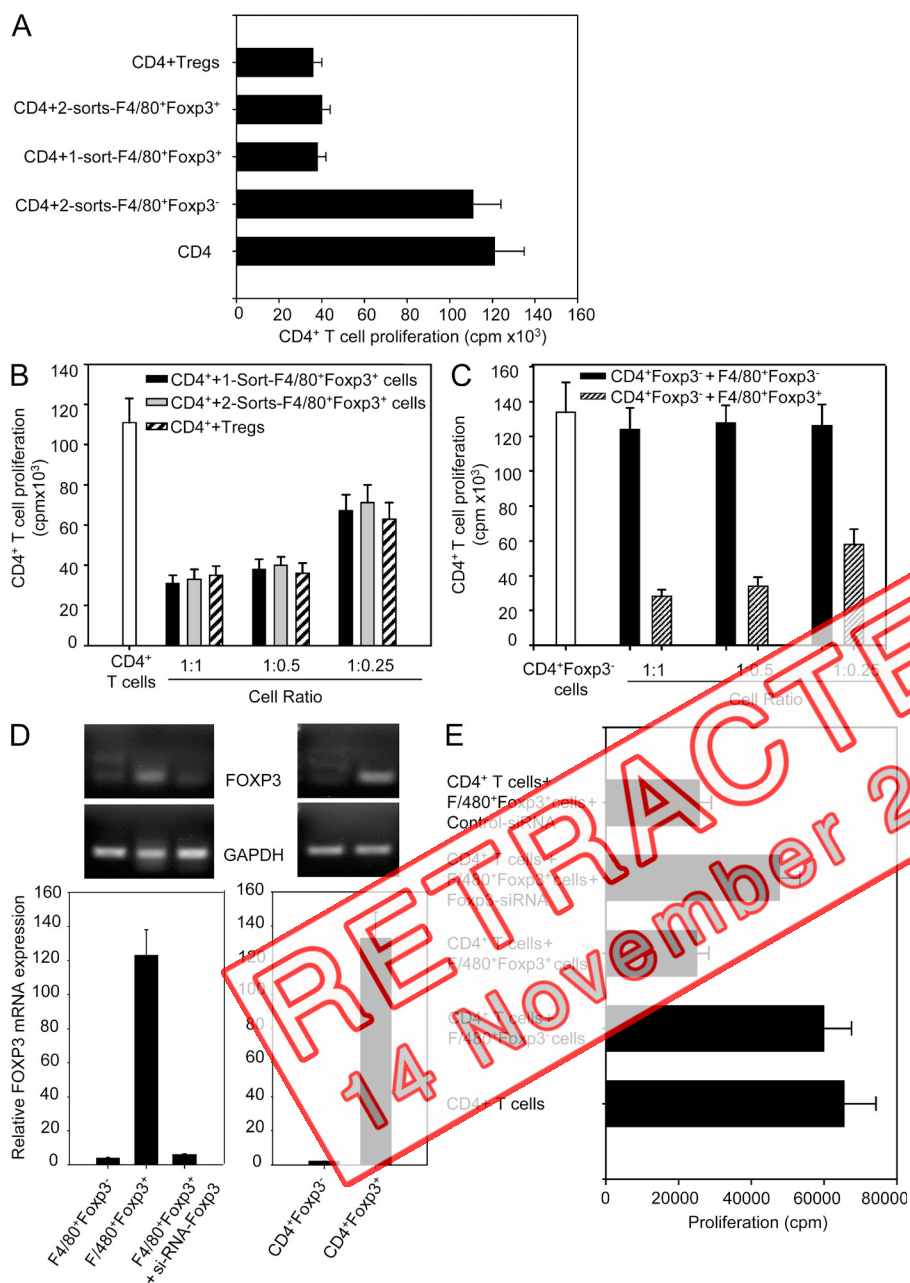 A
CD4+Tregs
CD4+2-sorts-F4/80⁺Foxp3⁺
CD4+1-sort-F4/80⁺Foxp3⁺
CD4+2-sorts-F4/80⁺Foxp3⁻
CD4
0 20 40 60 80 100 120 140 160
CD4⁺ T cell proliferation (cpm x10³)
B
CD4⁺+1-Sort-F4/80⁺Foxp3⁺ cells
CD4⁺+2-Sorts-F4/80⁺Foxp3⁺ cells
CD4⁺+Tregs
CD4⁺ T cell proliferation
(cpmx10³)
140
120
100
80
60
40
20
0
CD4⁺
T cells
1:1 1:0.5 1:0.25
Cell Ratio
C
CD4⁺Foxp3⁻ + F4/80⁺Foxp3⁻
CD4⁺Foxp3⁻ + F4/80⁺Foxp3⁺
CD4⁺ T cell proliferation
(cpm x10³)
160
140
120
100
80
60
40
20
0
CD4⁺Foxp3⁻
cells
1:1 1:0.5 1:0.25
Cell Ratio
D
FOXP3
GAPDH
Relative FOXP3 mRNA expression
160
140
120
100
80
60
40
20
0
F4/80⁺Foxp3⁻
F/480⁺Foxp3⁺
F4/80⁺Foxp3⁺
+ si-RNA-Foxp3
160
140
120
100
80
60
40
20
0
CD4⁺Foxp3⁻
CD4⁺Foxp3⁺
E
CD4⁺ T cells+
F/480⁺Foxp3⁺cells+
Control-siRNA
CD4⁺ T cells+
F/480⁺Foxp3⁺cells+
Foxp3-siRNA
CD4⁺ T cells+
F/480⁺Foxp3⁺cells
CD4⁺ T cells+
F/480⁺Foxp3⁻cells
CD4+ T cells
0 20000 40000 60000 80000
Proliferation (cpm)
RETRACTE
14 November 2